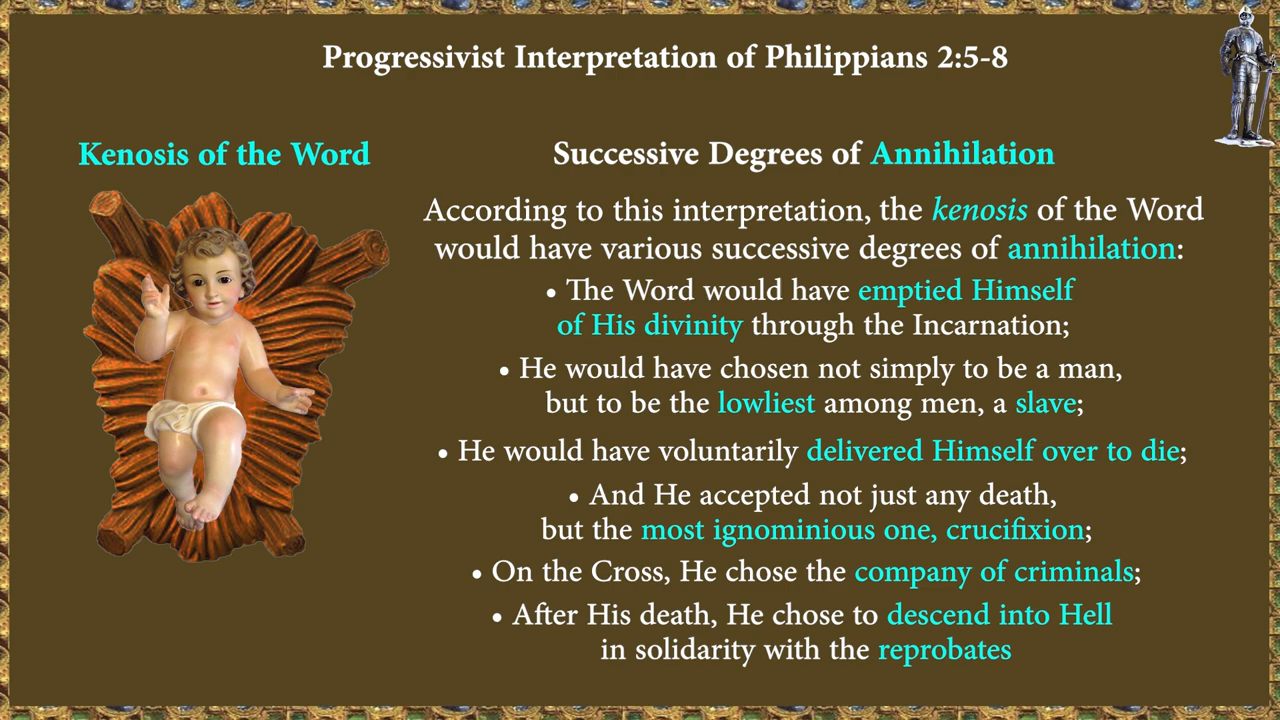 Progressivist Interpretation of Philippians 2:5-8
Kenosis of the Word
Successive Degrees of Annihilation
According to this interpretation, the kenosis of the Word
would have various successive degrees of annihilation:
• The Word would have emptied Himself
of His divinity through the Incarnation;
• He would have chosen not simply to be a man,
but to be the lowliest among men, a slave;
• He would have voluntarily delivered Himself over to die;
• And He accepted not just any death,
but the most ignominious one, crucifixion;
• On the Cross, He chose the company of criminals;
• After His death, He chose to descend into Hell
in solidarity with the reprobates